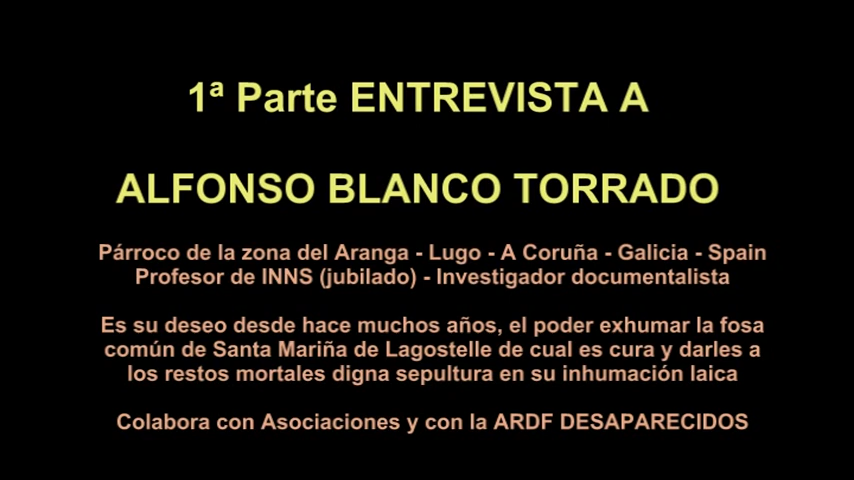 1ª Parte ENTREVISTA A
ALFONSO BLANCO TORRADO
Párroco de la zona del Aranga - Lugo - A Coruña - Galicia - Spain
Profesor de INNS (jubilado) - Investigador documentalista
Es su deseo desde hace muchos años, el poder exhumar la fosa
común de Santa Mariña de Lagostelle de cual es cura y darles a
los restos mortales digna sepultura en su inhumación laica
Colabora con Asociaciones y con la ARDF DESAPARECIDOS